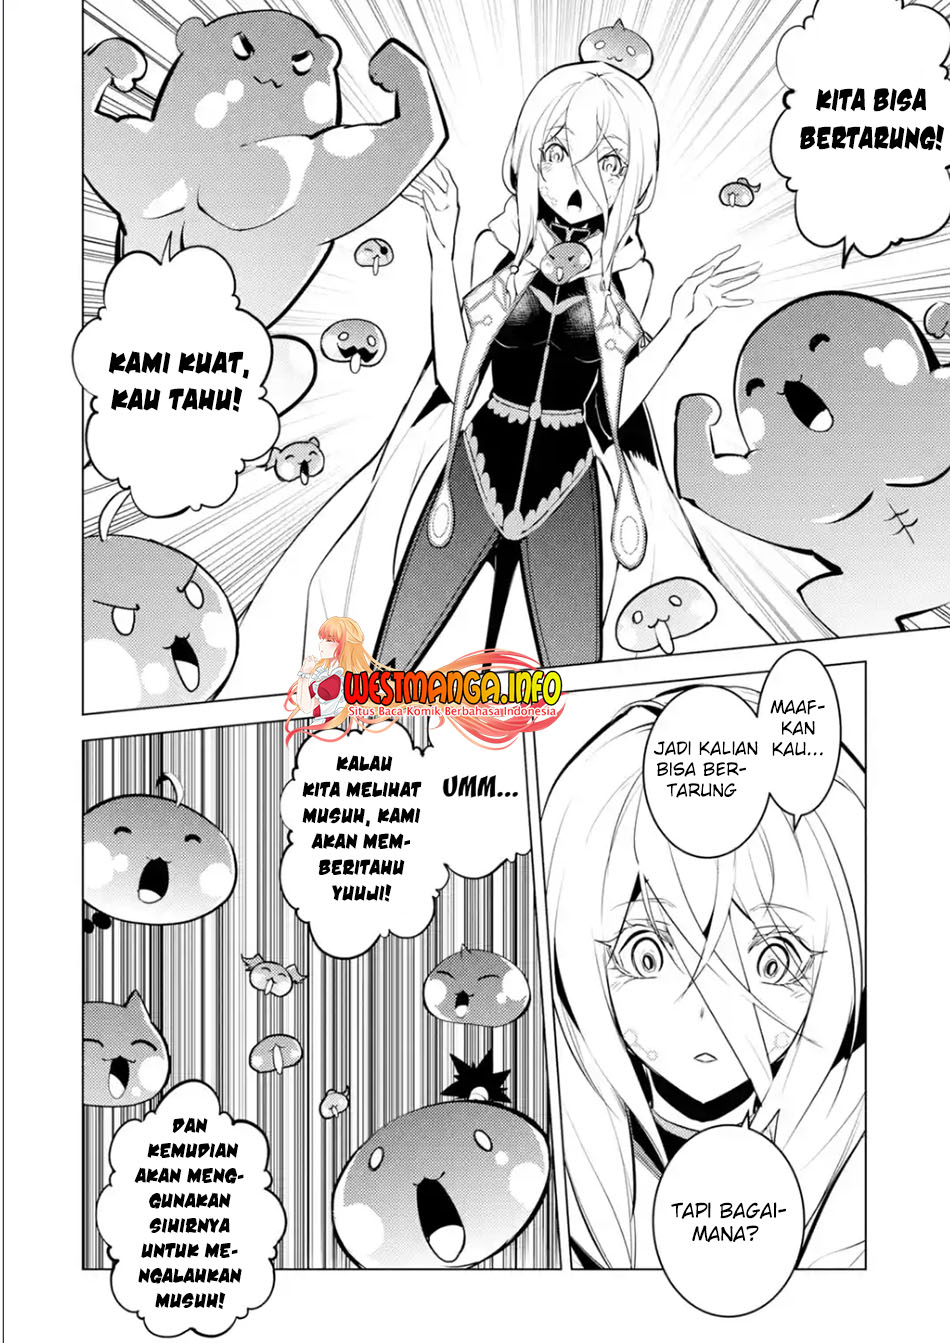 KITA BISA
BERTARUNG!
KAMI KUAT,
KAU TAHU!
WESTMANGA.INFO
Situs Baca Komik Berbahasa Indonesia
MAAF-
KAN
KAU...
JADI KALIAN
BISA BER-
TARUNG
TAPI BAGAI-
MANA?
UMM...
KALAU
KITA MELIHAT
MUSUH, KAMI
AKAN MEM-
BERITAHU
YUUJI!
DAN
KEMUDIAN
AKAN MENG-
GUNAKAN
SIHIRNYA
UNTUK ME-
NGALAHKAN
MUSUH!